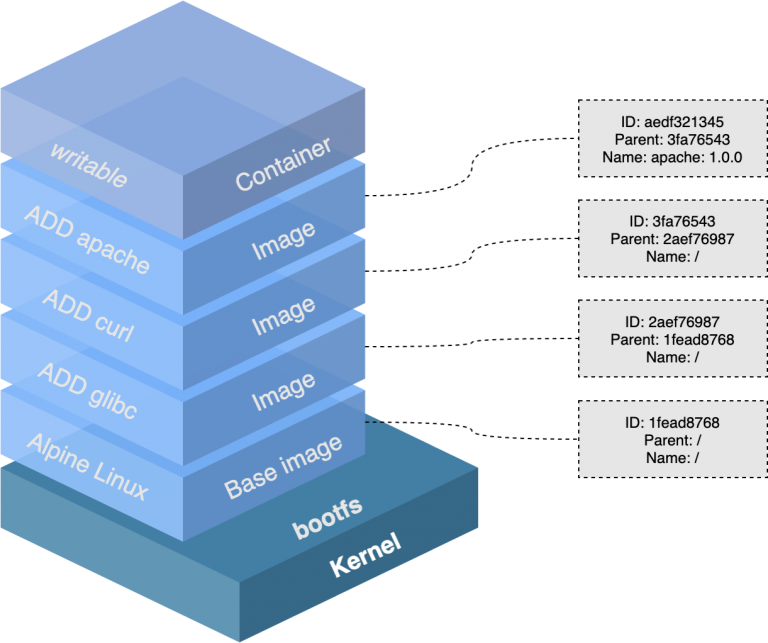 writable
Container
ADD apache
Image
ADD curl
Image
ADD glibc
Image
Alpine Linux
Base image
bootfs
Kernel
ID: aedf321345
Parent: 3fa76543
Name: apache: 1.0.0
ID: 3fa76543
Parent: 2aef76987
Name: /
ID: 2aef76987
Parent: 1fead8768
Name: /
ID: 1fead8768
Parent: /
Name: /